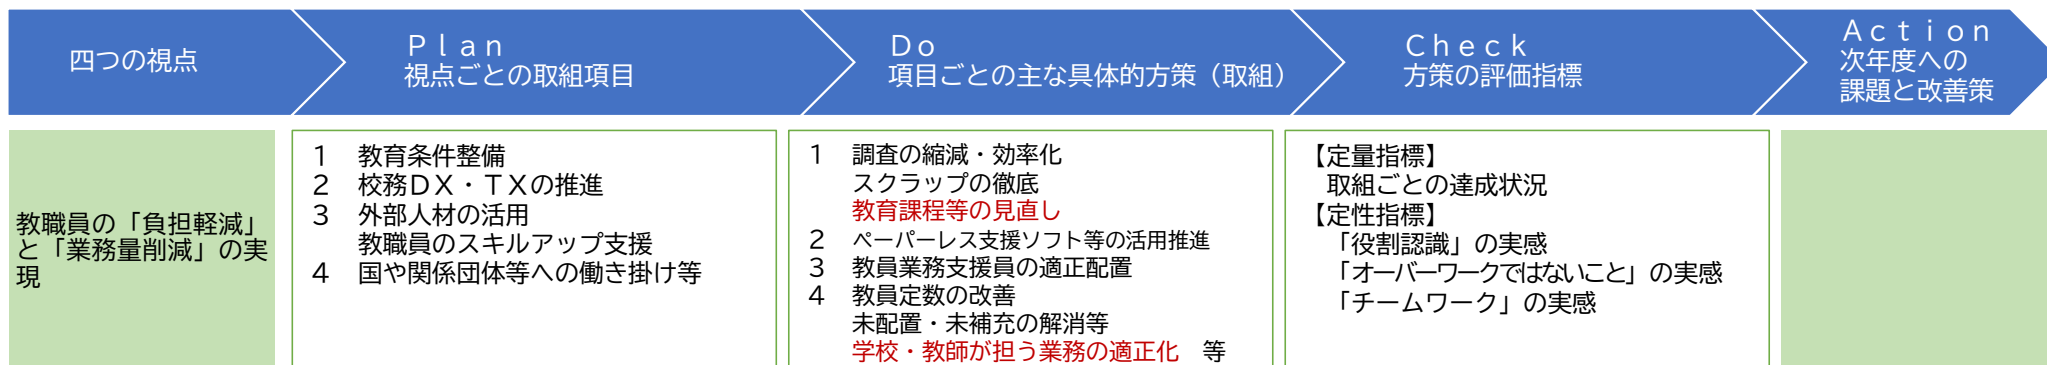 四つの視点
Ｐｌａｎ
視点ごとの取組項目
Ｄｏ
項目ごとの主な具体的方策（取組）
Ｃｈｅｃｋ
方策の評価指標
Ａｃｔｉｏｎ
次年度への
課題と改善策
教職員の「負担軽減」
と「業務量削減」の実
現
１　教育条件整備
２　校務ＤＸ・ＴＸの推進
３　外部人材の活用
教職員のスキルアップ支援
４　国や関係団体等への働き掛け等
１　調査の縮減・効率化
スクラップの徹底
教育課程等の見直し
２　ペーパーレス支援ソフト等の活用推進
３　教員業務支援員の適正配置
４　教員定数の改善
未配置・未補充の解消等
学校・教師が担う業務の適正化　等
【定量指標】
取組ごとの達成状況
【定性指標】
「役割認識」の実感
「オーバーワークではないこと」の実感
「チームワーク」の実感